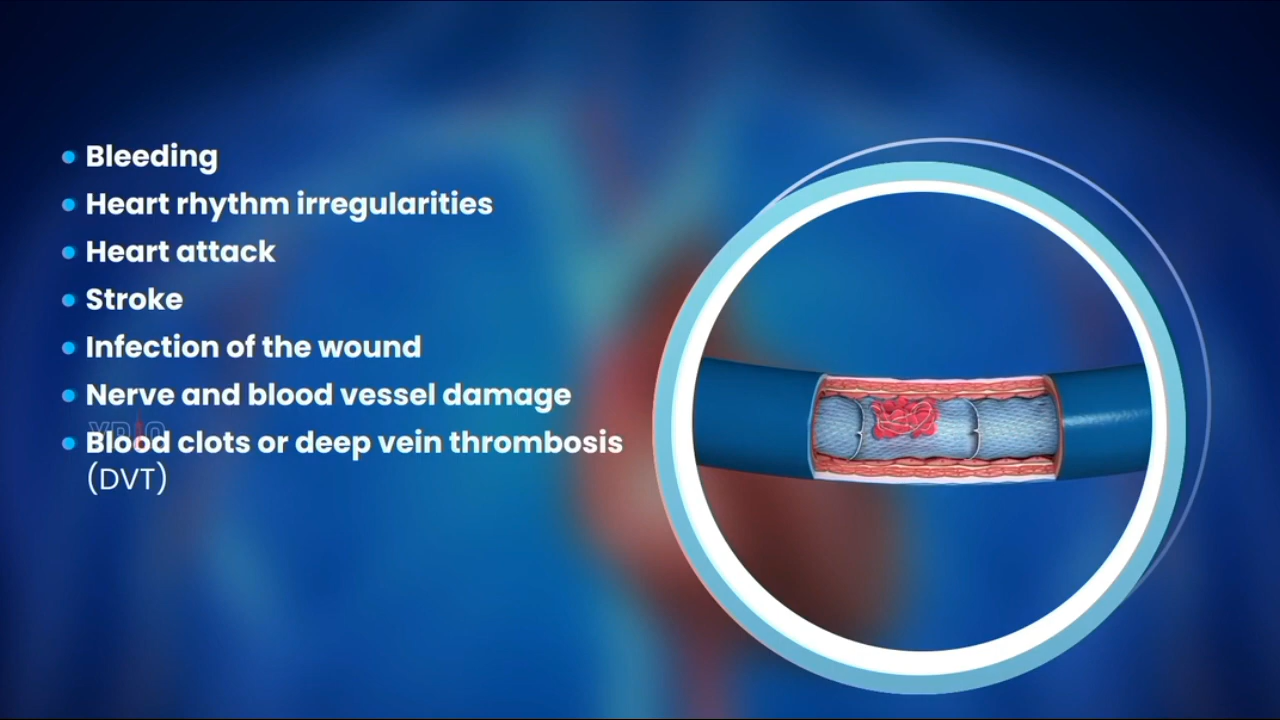 Bleeding
Heart rhythm irregularities
Heart attack
Stroke
Infection of the wound
Nerve and blood vessel damage
Blood clots or deep vein thrombosis
(DVT)